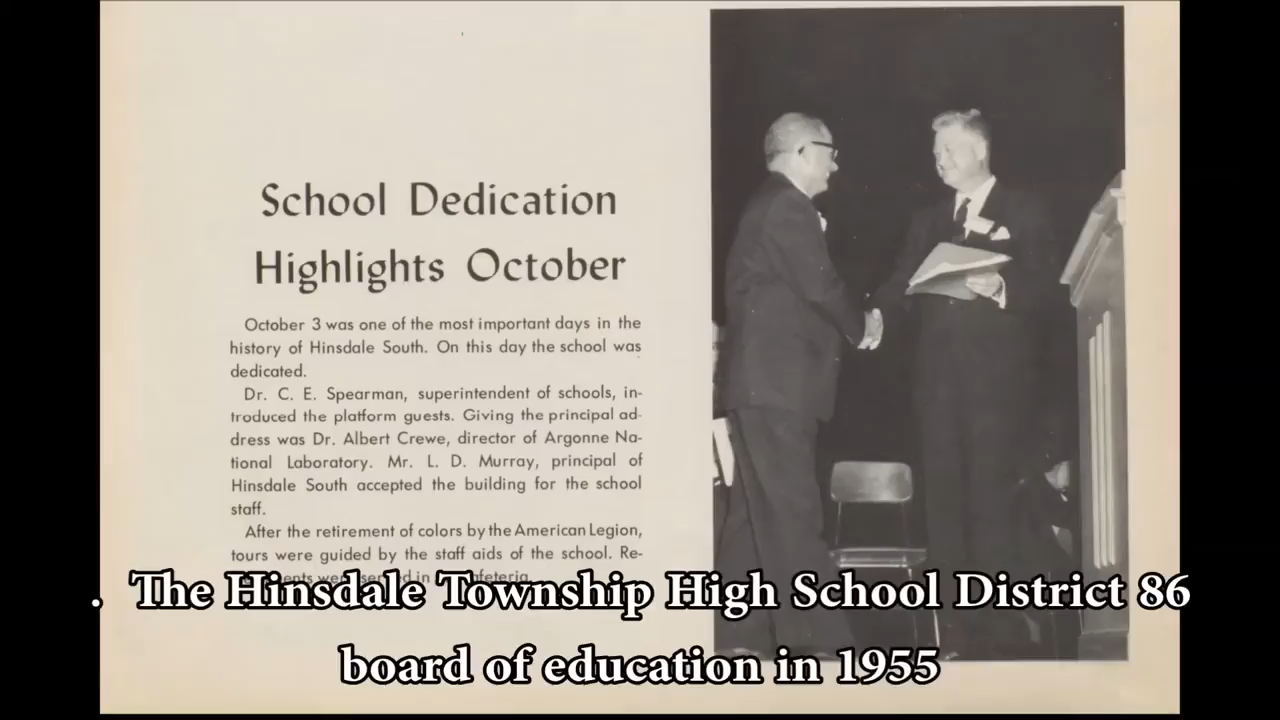 School Dedication
Highlights October
October 3 was one of the most important days in the
history of Hinsdale South. On this day the school was
dedicated.
Dr. C. E. Spearman, superintendent of schools, in-
troduced the platform guests. Giving the principal ad-
dress was Dr. Albert Crewe, director of Argonne Na-
tional Laboratory. Mr. L. D. Murray, principal of
Hinsdale South accepted the building for the school
staff.
After the retirement of colors by the American Legion,
tours were guided by the staff aids of the school. Re-
in
. The Hinsdale Township High School District 86
board of education in 1955